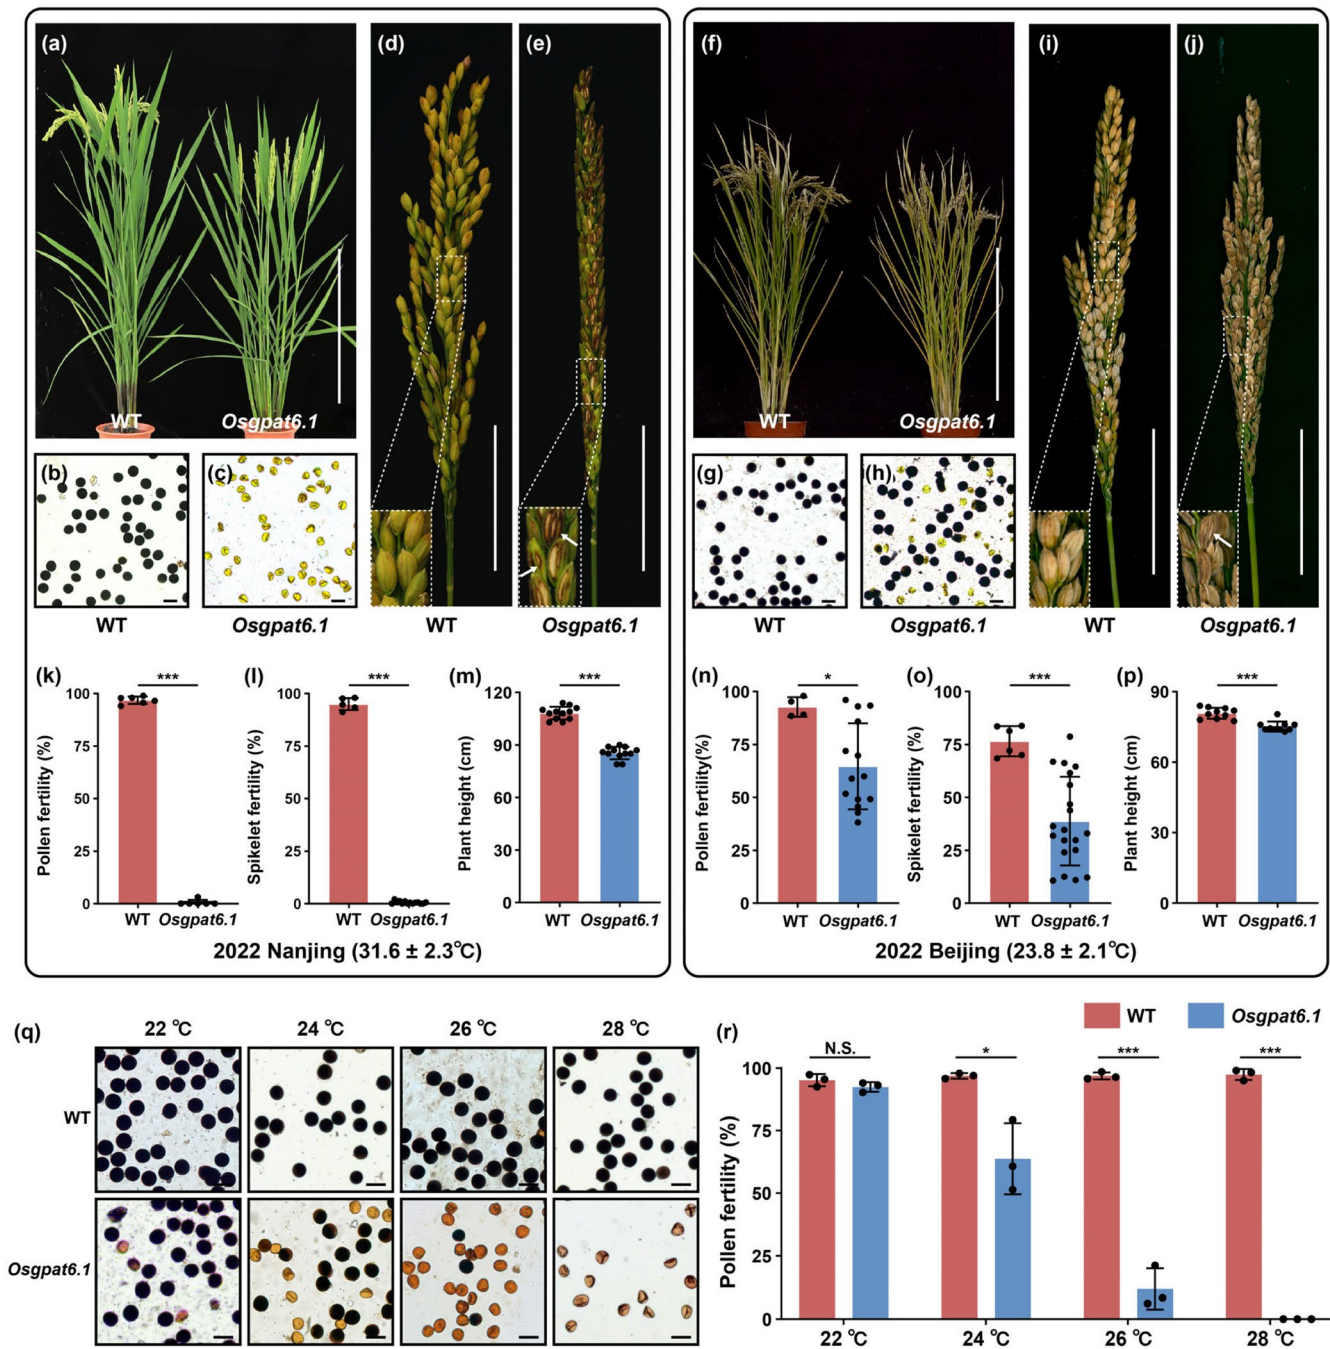 (a)
(d)
(e)
WT
Osgpat6.1
(b)
(c)
WT
Osgpat6.1
WT
Osgpat6.1
(f)
(i)
(j)
WT
Osgpat6.1
(g)
(h)
WT
Osgpat6.1
WT
Osgpat6.1
(k)
***
Pollen fertility (%)
100
75
50
25
0
WT
Osgpat6.1
(l)
***
Spikelet fertility (%)
100
75
50
25
0
WT
Osgpat6.1
(m)
***
Plant height (cm)
120
90
60
30
0
WT
Osgpat6.1
2022 Nanjing (31.6 ± 2.3℃)
(n)
*
Pollen fertility(%)
100
75
50
25
0
WT
Osgpat6.1
(o)
***
Spikelet fertility (%)
100
75
50
25
0
WT
Osgpat6.1
(p)
***
Plant height (cm)
90
60
30
0
WT
Osgpat6.1
2022 Beijing (23.8 ± 2.1℃)
(q)
22 ℃
24 ℃
26 ℃
28 ℃
WT
Osgpat6.1
(r)
WT
Osgpat6.1
N.S.
*
***
***
Pollen fertility (%)
100
75
50
25
0
22 ℃
24 ℃
26 ℃
28 ℃